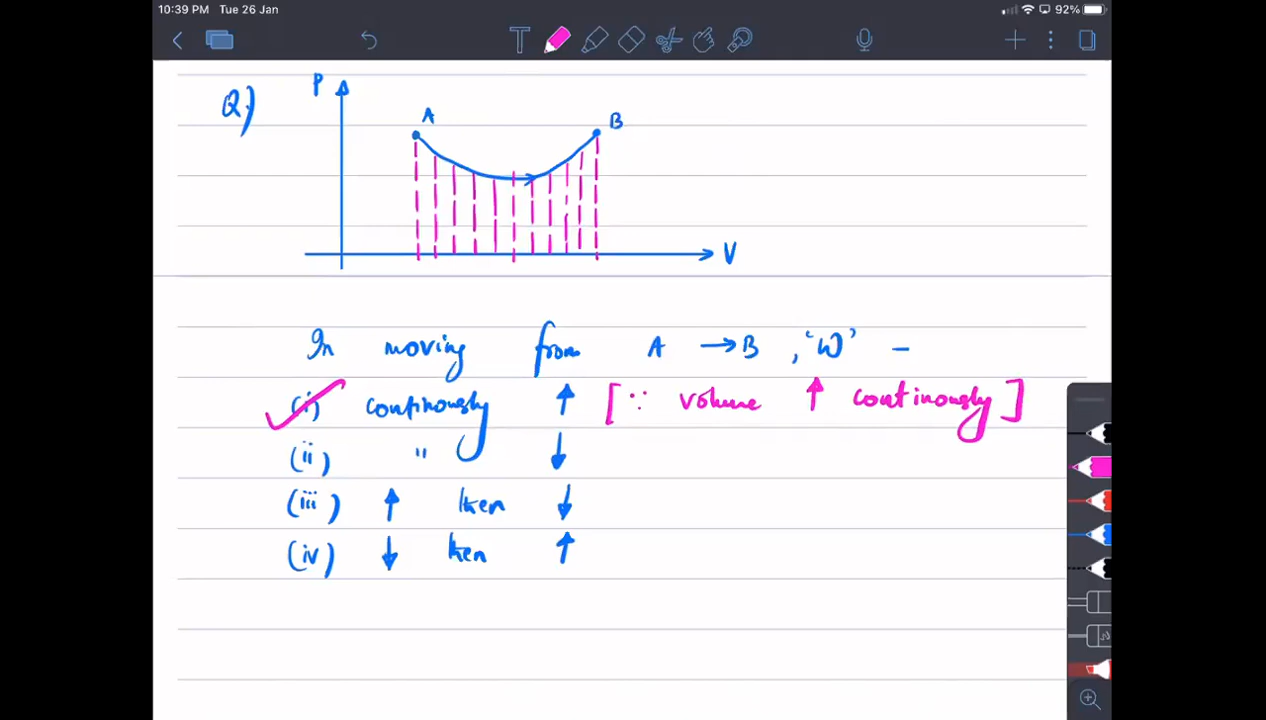 10:39 PM Tue 26 Jan 92%
T
Q)
P
A
B
V
In moving from A → B, 'W' –
(i) continously ↑ [∵ volume ↑ continously]
(ii) " ↓
(iii) ↑ then ↓
(iv) ↓ then ↑